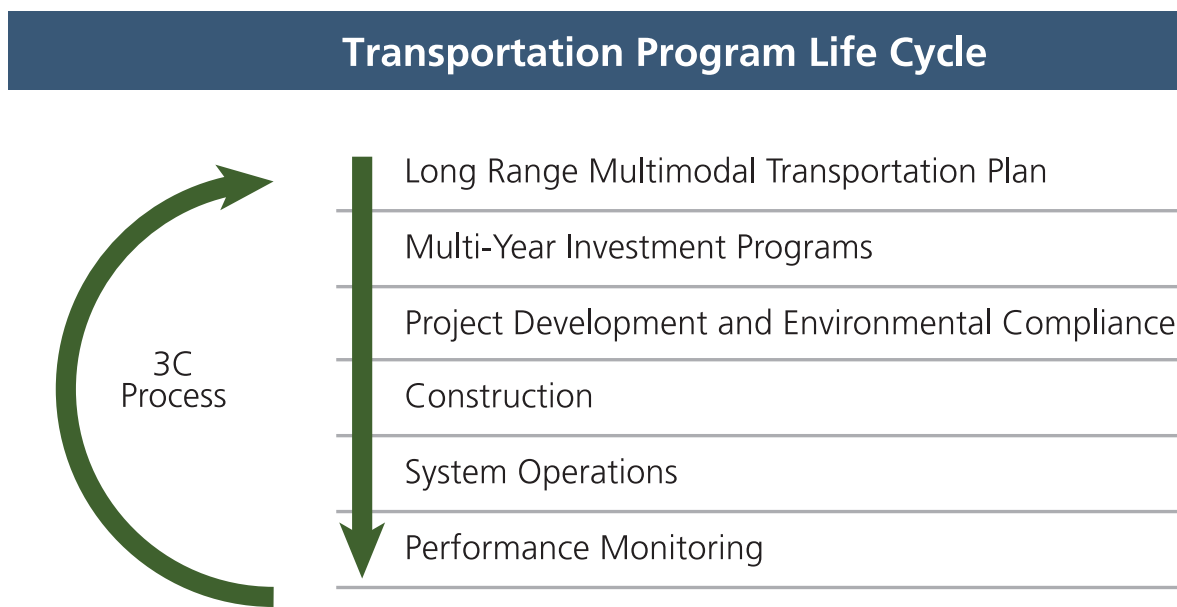 Transportation Program Life Cycle
Long Range Multimodal Transportation Plan
Multi-Year Investment Programs
Project Development and Environmental Compliance
3C
Process
Construction
System Operations
Performance Monitoring